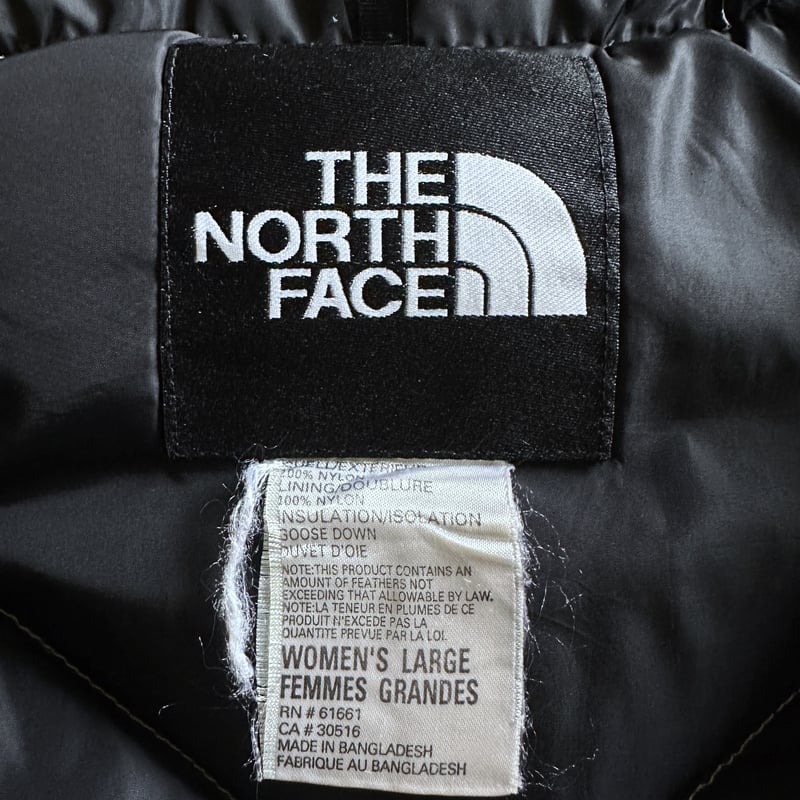 THE
NORTH
FACE
SHELL/EXTERIEUR
100% NYLON
LINING/DOUBLURE
100% NYLON
INSULATION/ISOLATION
GOOSE DOWN
DUVET D'OIE
NOTE:THIS PRODUCT CONTAINS AN
AMOUNT OF FEATHERS NOT
EXCEEDING THAT ALLOWABLE BY LAW.
NOTE:LA TENEUR EN PLUMES DE CE
PRODUIT N'EXCEDE PAS LA
QUANTITE PREVUE PAR LA LOI.
WOMEN'S LARGE
FEMMES GRANDES
RN # 61661
CA # 30516
MADE IN BANGLADESH
FABRIQUE AU BANGLADESH